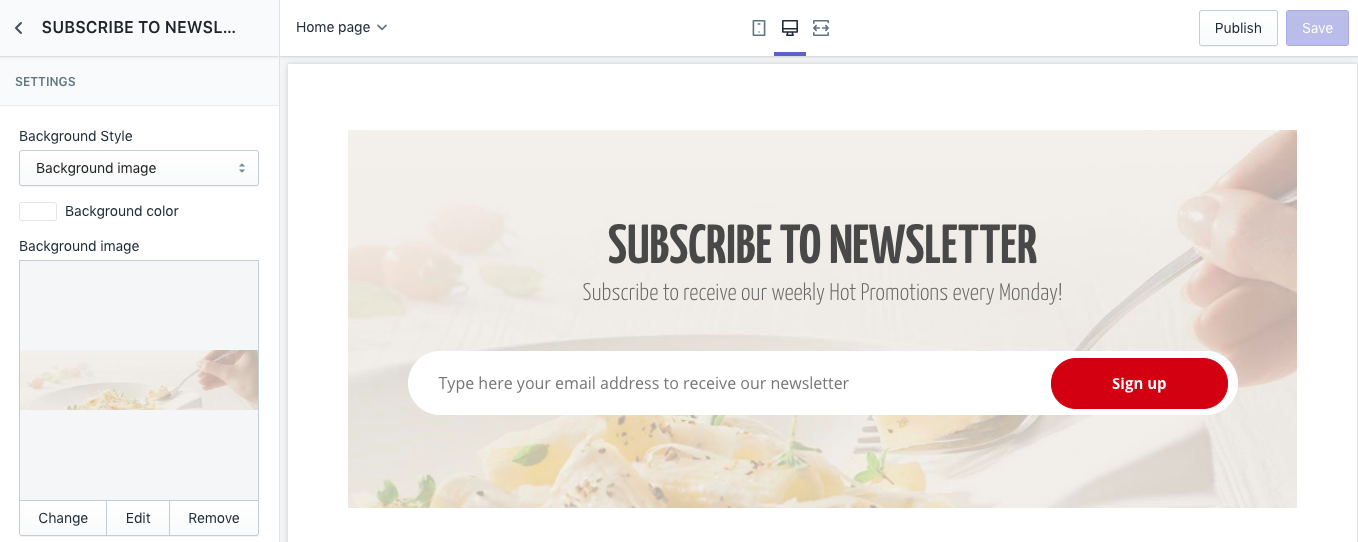 SUBSCRIBE TO NEWSL...
Home page
Publish
Save
SETTINGS
Background Style
Background image
Background color
Background image
Change
Edit
Remove
SUBSCRIBE TO NEWSLETTER
Subscribe to receive our weekly Hot Promotions every Monday!
Type here your email address to receive our newsletter
Sign up